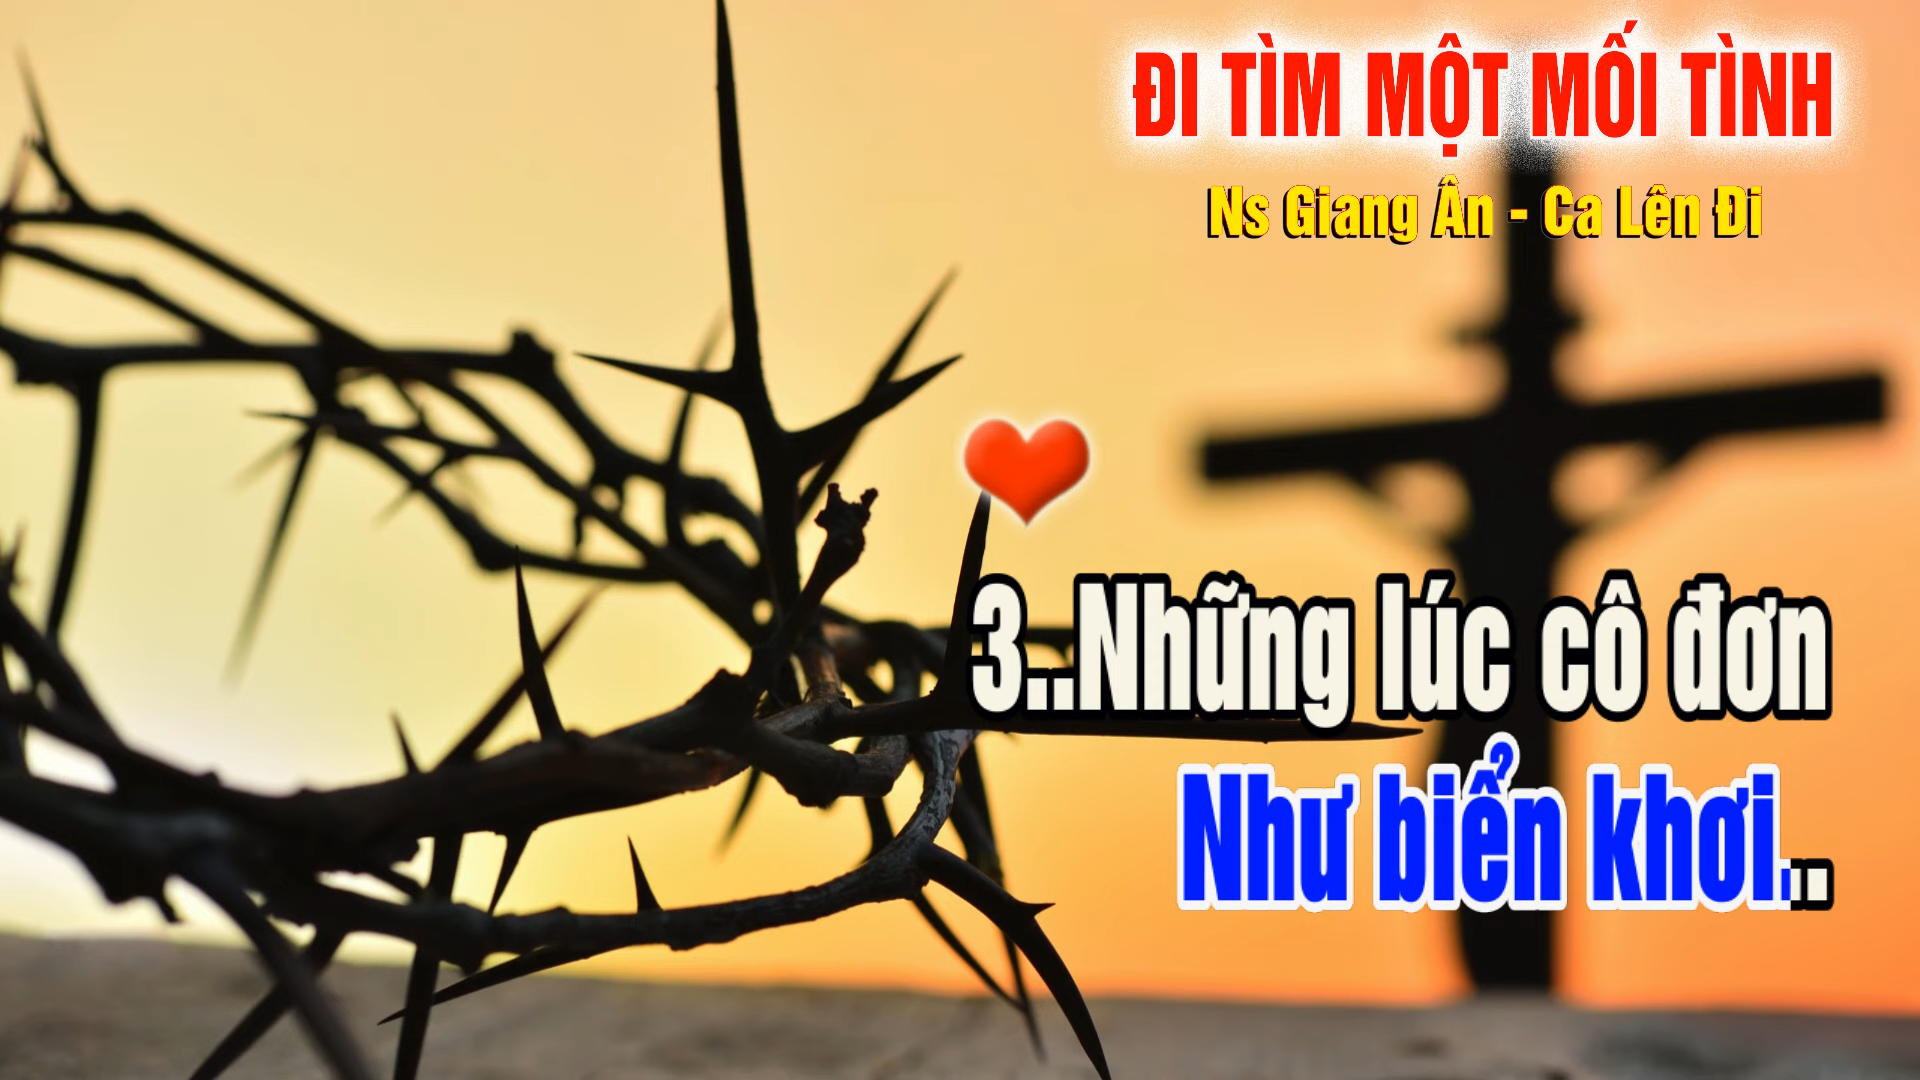 ĐI TÌM MỘT MỐI TÌNH
Ns Giang Ân - Ca Lên Đi
3..Những lúc cô đơn
Như biển khơi...